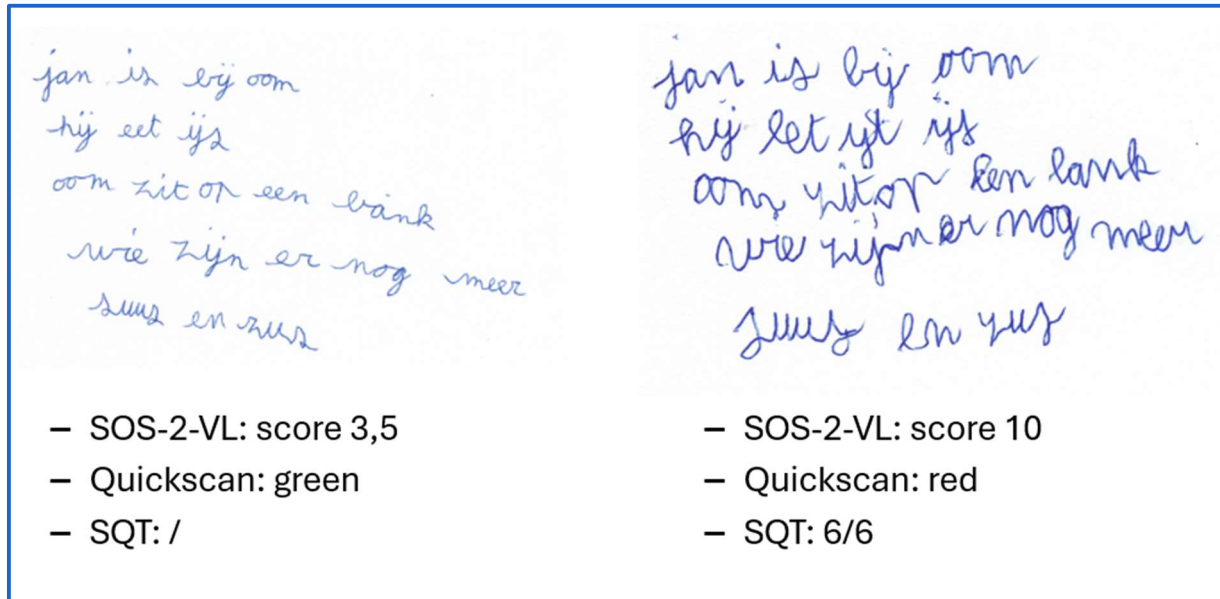 jan is bij oom
hij eet ijs
oom zit op een bank
wie zijn er nog meer
suus en zus
– SOS-2-VL: score 3,5
– Quickscan: green
– SQT: /
jan is bij oom
hij eet ijt ijs
oom zit op een bank
wie zijn er nog meer
suus en zus
– SOS-2-VL: score 10
– Quickscan: red
– SQT: 6/6